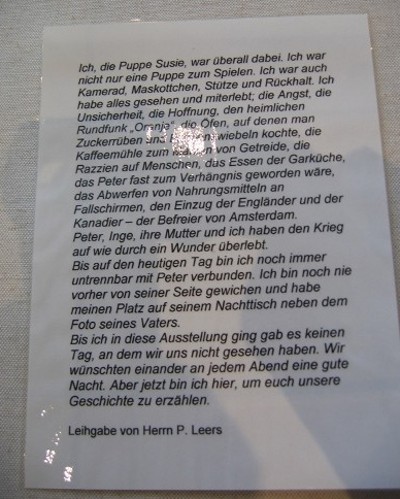 Ich, die Puppe Susie, war überall dabei. Ich war
nicht nur eine Puppe zum Spielen. Ich war auch
Kamerad, Maskottchen, Stütze und Rückhalt. Ich
habe alles gesehen und miterlebt; die Angst, die
Unsicherheit, die Hoffnung, den heimlichen
Rundfunk „Oranje“, die Öfen, auf denen man
Zuckerrüben und kochte, die
Kaffeemühle zum von Getreide, die
Razzien auf Menschen, das Essen der Garküche,
das Peter fast zum Verhängnis geworden wäre,
das Abwerfen von Nahrungsmitteln an
Fallschirmen, den Einzug der Engländer und der
Kanadier – der Befreier von Amsterdam.
Peter, Inge, ihre Mutter und ich haben den Krieg
auf wie durch ein Wunder überlebt.
Bis auf den heutigen Tag bin ich noch immer
untrennbar mit Peter verbunden. Ich bin noch nie
vorher von seiner Seite gewichen und habe
meinen Platz auf seinem Nachttisch neben dem
Foto seines Vaters.
Bis ich in diese Ausstellung ging gab es keinen
Tag, an dem wir uns nicht gesehen haben. Wir
wünschten einander an jedem Abend eine gute
Nacht. Aber jetzt bin ich hier, um euch unsere
Geschichte zu erzählen.
Leihgabe von Herrn P. Leers